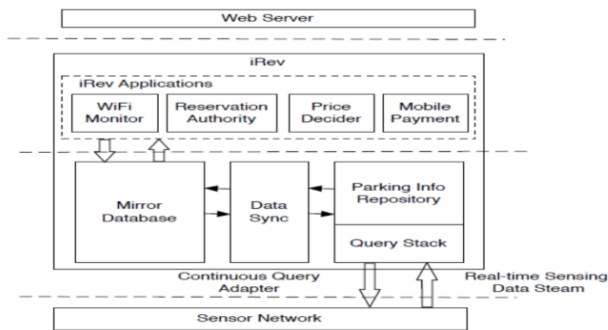 Web Server
iRev
iRev Applications
WiFi
Monitor
Reservation
Authority
Price
Decider
Mobile
Payment
Mirror
Database
Data
Sync
Parking Info
Repository
Query Stack
Continuous Query
Adapter
Real-time Sensing
Data Steam
Sensor Network